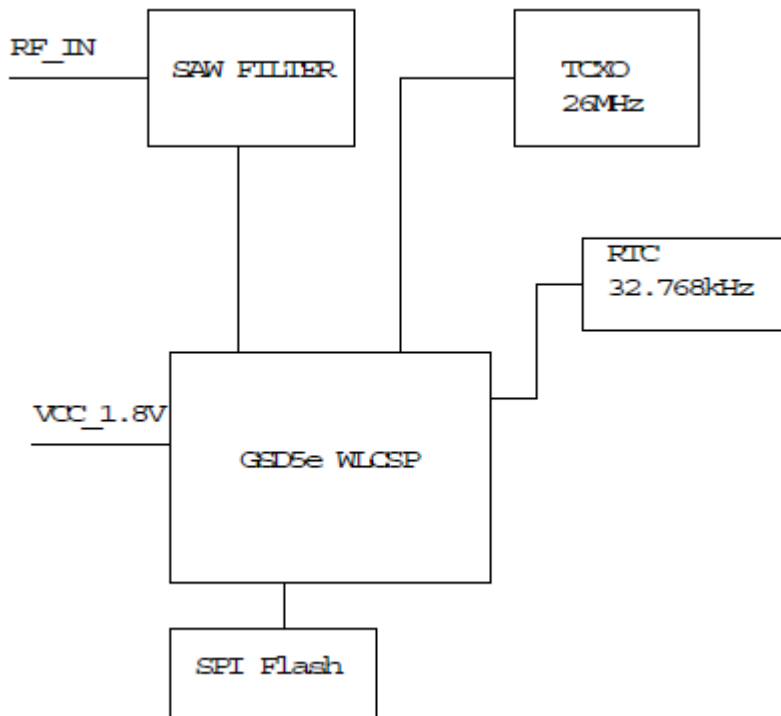 RF_IN
SAW FILTER
TCXO
26MHz
RTC
32.768kHz
VCC_1.8V
GSD5e WLCSP
SPI Flash